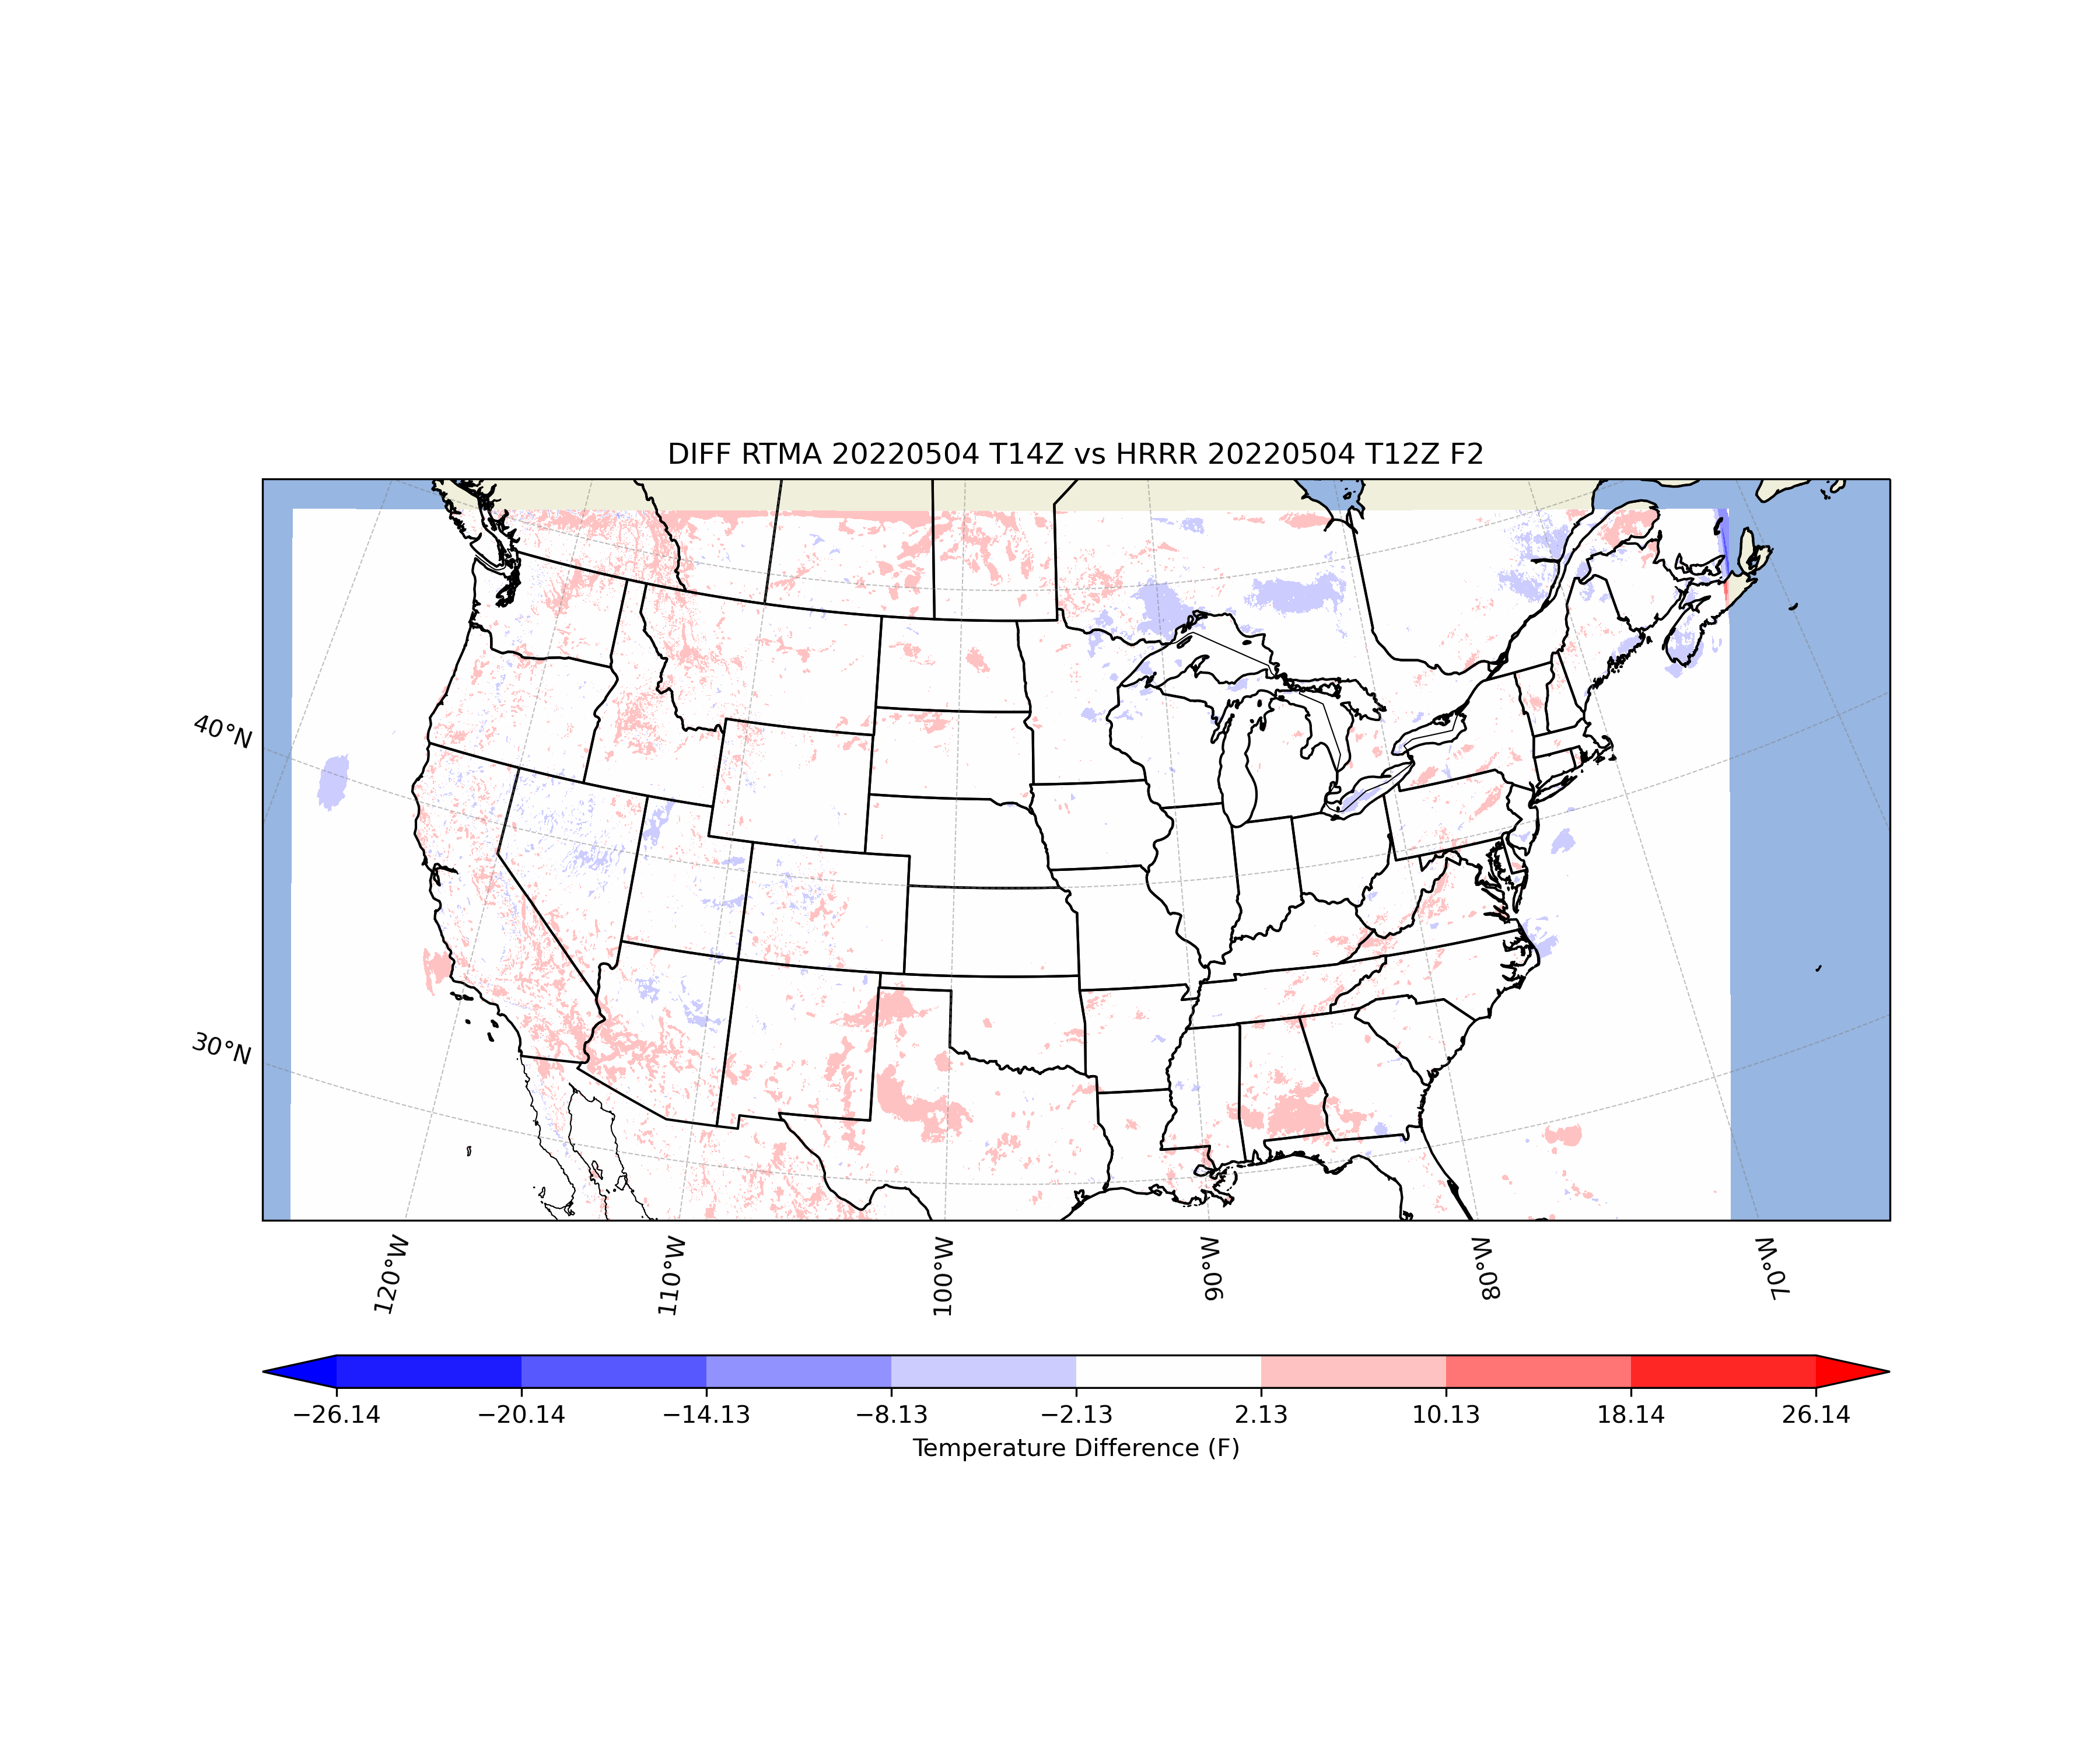 DIFF RTMA 20220504 T14Z vs HRRR 20220504 T12Z F2
40°N
30°N
120°W
110°W
100°W
90°W
80°W
70°W
−26.14
−20.14
−14.13
−8.13
−2.13
2.13
10.13
18.14
26.14
Temperature Difference (F)